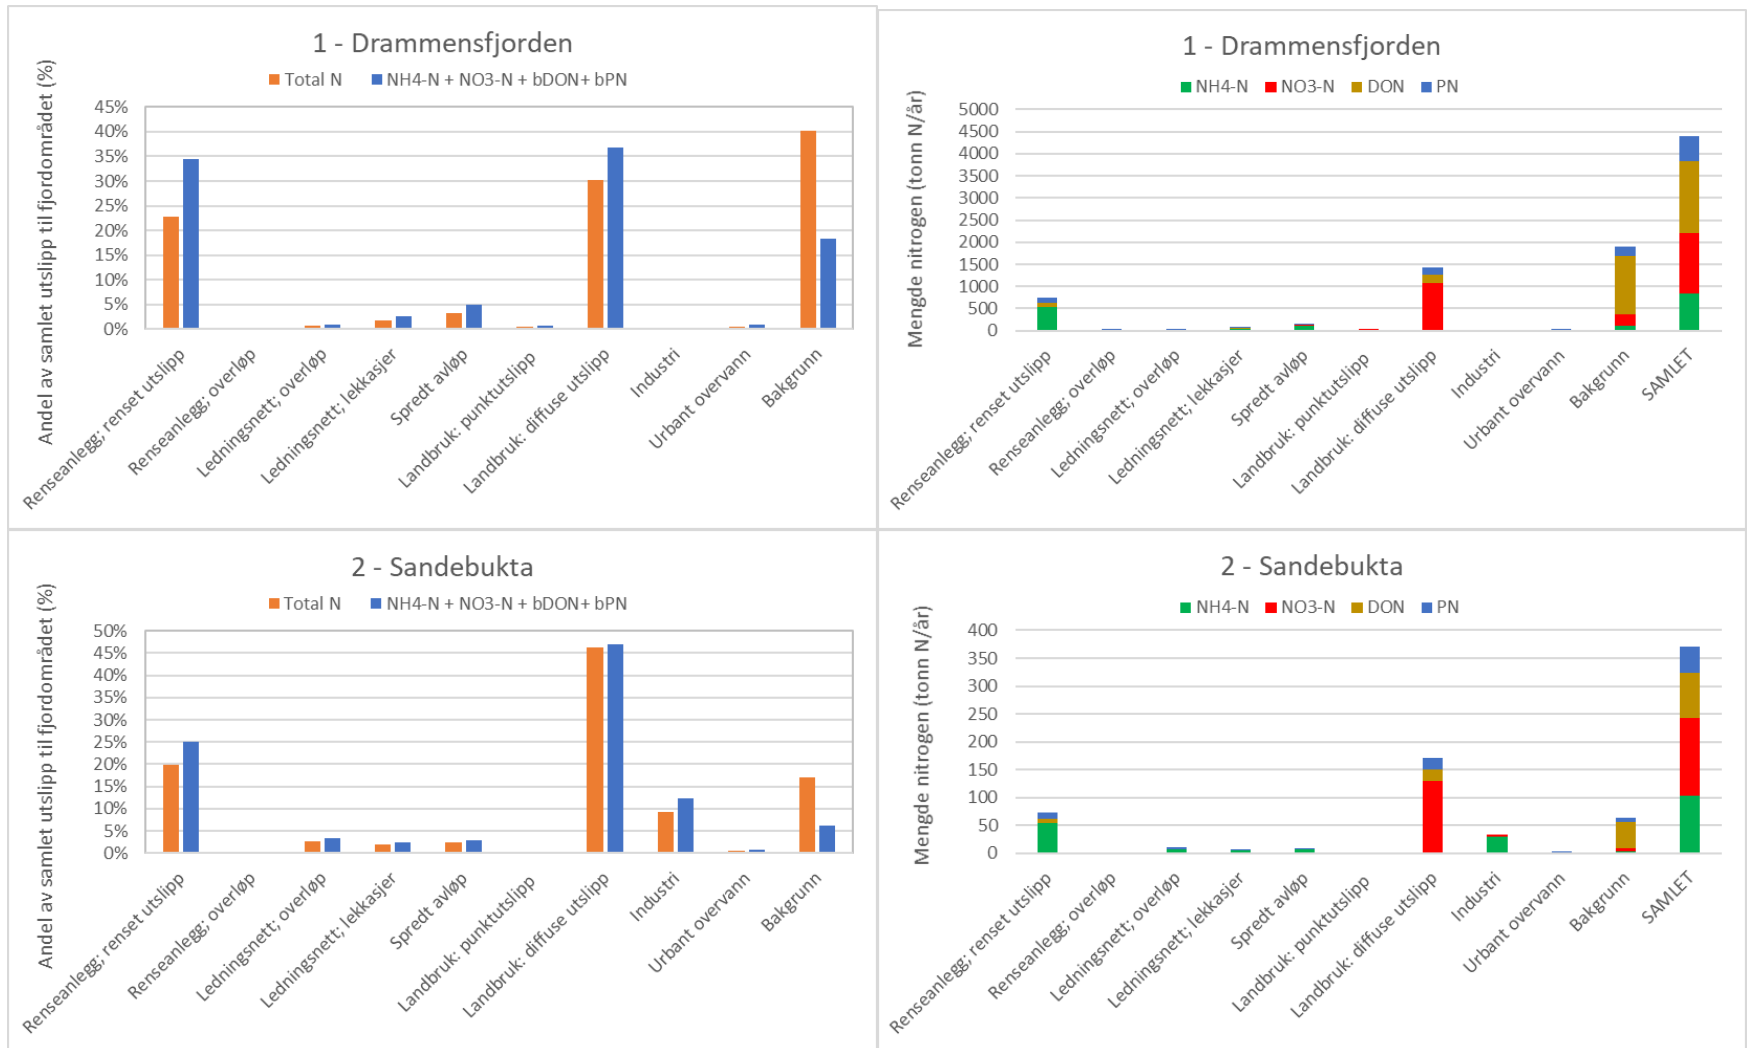 1 - Drammensfjorden
Total N NH4-N + NO3-N + bDON+ bPN
Andel av samlet utslipp til fjordområdet (%)
45%
40%
35%
30%
25%
20%
15%
10%
5%
0%
Renseanlegg; renset utslipp
Renseanlegg; overløp
Ledningsnett; overløp
Ledningsnett; lekkasjer
Spredt avløp
Landbruk: punktutslipp
Landbruk: diffuse utslipp
Industri
Urbant overvann
Bakgrunn
1 - Drammensfjorden
NH4-N NO3-N DON PN
Mengde nitrogen (tonn N/år)
5000
4500
4000
3500
3000
2500
2000
1500
1000
500
0
Renseanlegg; renset utslipp
Renseanlegg; overløp
Ledningsnett; overløp
Ledningsnett; lekkasjer
Spredt avløp
Landbruk: punktutslipp
Landbruk: diffuse utslipp
Industri
Urbant overvann
Bakgrunn
SAMLET
2 - Sandebukta
Total N NH4-N + NO3-N + bDON+ bPN
Andel av samlet utslipp til fjordområdet (%)
50%
45%
40%
35%
30%
25%
20%
15%
10%
5%
0%
Renseanlegg; renset utslipp
Renseanlegg; overløp
Ledningsnett; overløp
Ledningsnett; lekkasjer
Spredt avløp
Landbruk: punktutslipp
Landbruk: diffuse utslipp
Industri
Urbant overvann
Bakgrunn
2 - Sandebukta
NH4-N NO3-N DON PN
Mengde nitrogen (tonn N/år)
400
350
300
250
200
150
100
50
0
Renseanlegg; renset utslipp
Renseanlegg; overløp
Ledningsnett; overløp
Ledningsnett; lekkasjer
Spredt avløp
Landbruk: punktutslipp
Landbruk: diffuse utslipp
Industri
Urbant overvann
Bakgrunn
SAMLET